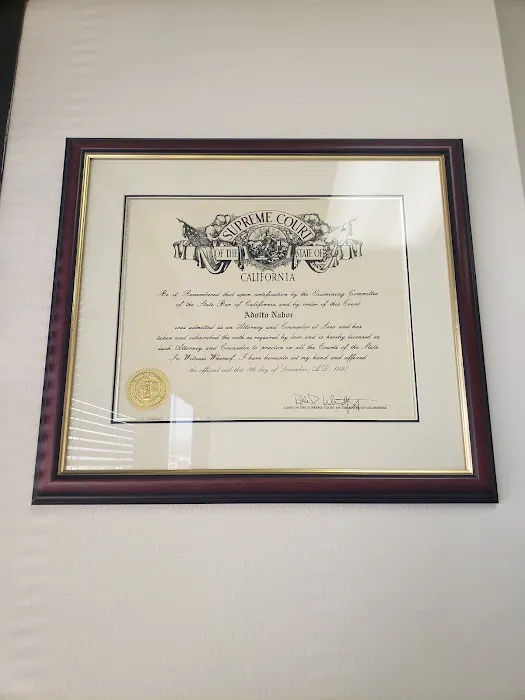 SUPREME COURT
OF THE STATE OF
CALIFORNIA
Be it Remembered that upon certification by the Examining Committee
of the State Bar of California and by order of this Court
Adolfo Nabor
was admitted as an Attorney and Counselor at Law and has
taken and subscribed the oath as required by law and is hereby licensed as
such Attorney and Counselor to practice in all the Courts of the State.
In Witness Whereof, I have hereunto set my hand and affixed
the official seal this day of December, A.D.
CLERK OF THE SUPREME COURT OF THE STATE OF CALIFORNIA